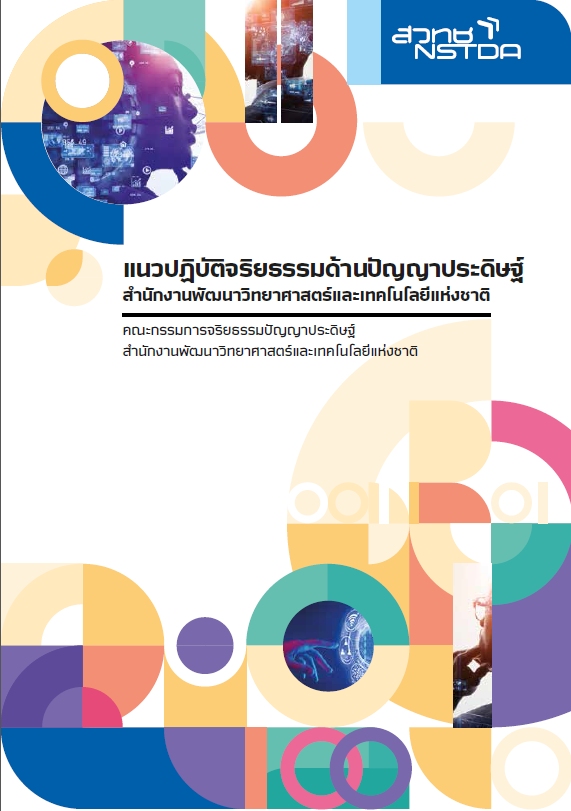 สวทช
NSTDA
แนวปฏิบัติจริยธรรมด้านปัญญาประดิษฐ์
สำนักงานพัฒนาวิทยาศาสตร์และเทคโนโลยีแห่งชาติ
คณะกรรมการจริยธรรมปัญญาประดิษฐ์
สำนักงานพัฒนาวิทยาศาสตร์และเทคโนโลยีแห่งชาติ